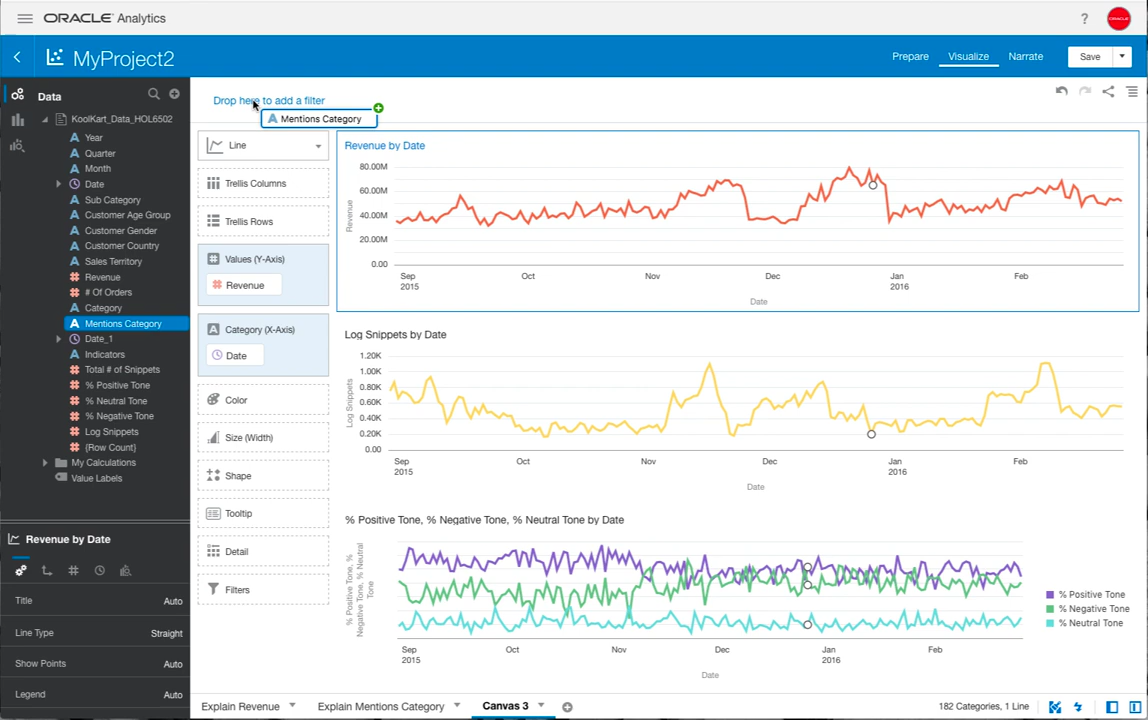 ORACLE Analytics
?
ORACLE
MyProject2
Prepare
Visualize
Narrate
Save
Data
KoolKart_Data_HOL6502
Year
Quarter
Month
Date
Sub Category
Customer Age Group
Customer Gender
Customer Country
Sales Territory
Revenue
# Of Orders
Category
Mentions Category
Date_1
Indicators
Total # of Snippets
% Positive Tone
% Neutral Tone
% Negative Tone
Log Snippets
{Row Count}
My Calculations
Value Labels
Revenue by Date
Title Auto
Line Type Straight
Show Points Auto
Legend Auto
Drop here to add a filter
A Mentions Category
Line
Trellis Columns
Trellis Rows
Values (Y-Axis)
Revenue
Category (X-Axis)
Date
Color
Size (Width)
Shape
Tooltip
Detail
Filters
Revenue by Date
80.00M
60.00M
40.00M
20.00M
0.00
Revenue
Sep Oct Nov Dec Jan Feb
2015 2016
Date
Log Snippets by Date
1.20K
1.00K
0.80K
0.60K
0.40K
0.20K
0.00
Log Snippets
Sep Oct Nov Dec Jan Feb
2015 2016
Date
% Positive Tone, % Negative Tone, % Neutral Tone by Date
% Positive Tone, %
Negative Tone, % Neutral
Tone
Sep Oct Nov Dec Jan Feb
2015 2016
Date
% Positive Tone
% Negative Tone
% Neutral Tone
Explain Revenue
Explain Mentions Category
Canvas 3
182 Categories, 1 Line